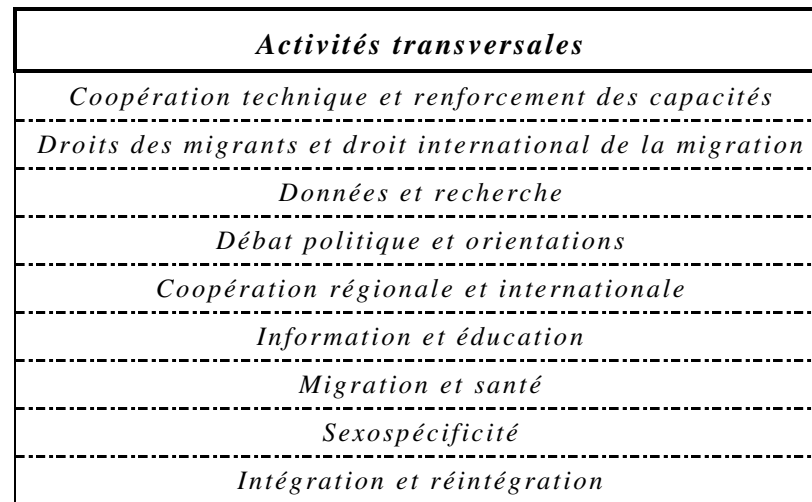 Activités transversales
Coopération technique et renforcement des capacités
Droits des migrants et droit international de la migration
Données et recherche
Débat politique et orientations
Coopération régionale et internationale
Information et éducation
Migration et santé
Sexospécificité
Intégration et réintégration